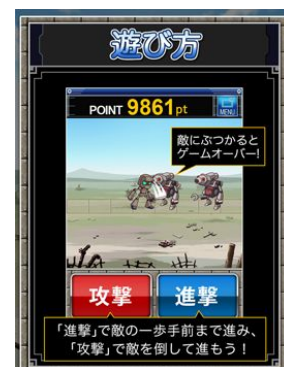 遊び方
POINT 9861pt
MENU
敵にぶつかると
ゲームオーバー!
攻撃 進撃
「進撃」で敵の一歩手前まで進み、
「攻撃」で敵を倒して進もう！